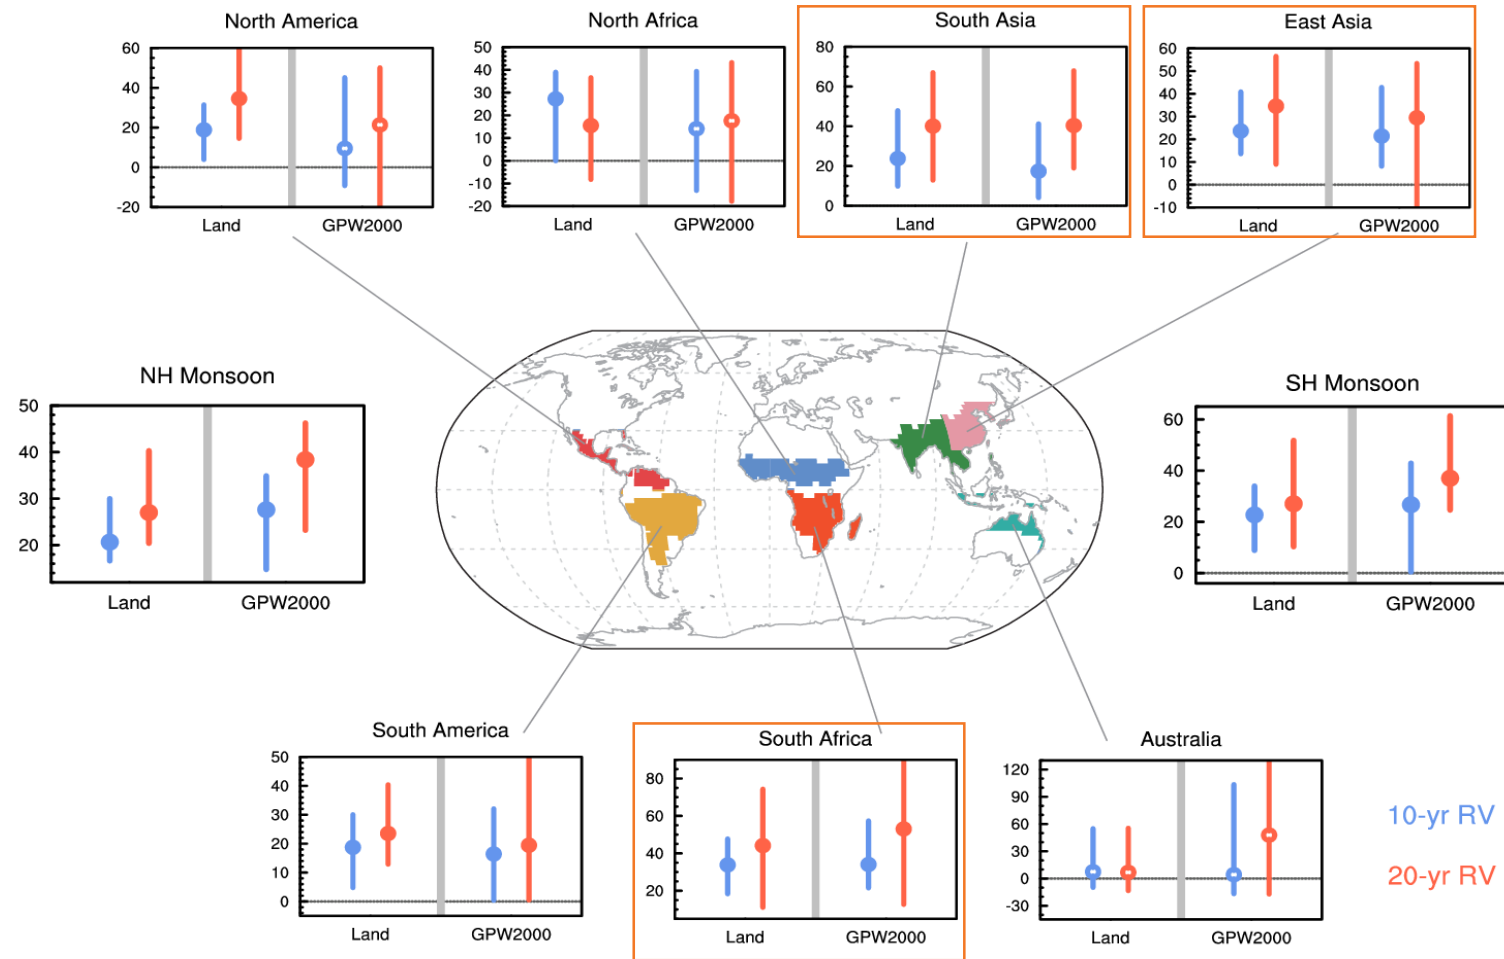 North America
60
40
20
0
-20
Land GPW2000
North Africa
50
40
30
20
10
0
-10
-20
Land GPW2000
South Asia
80
60
40
20
0
Land GPW2000
East Asia
60
50
40
30
20
10
0
-10
Land GPW2000
NH Monsoon
50
40
30
20
Land GPW2000
SH Monsoon
60
40
20
0
Land GPW2000
South America
50
40
30
20
10
0
Land GPW2000
South Africa
80
60
40
20
Land GPW2000
Australia
120
90
60
30
0
-30
Land GPW2000
10-yr RV
20-yr RV